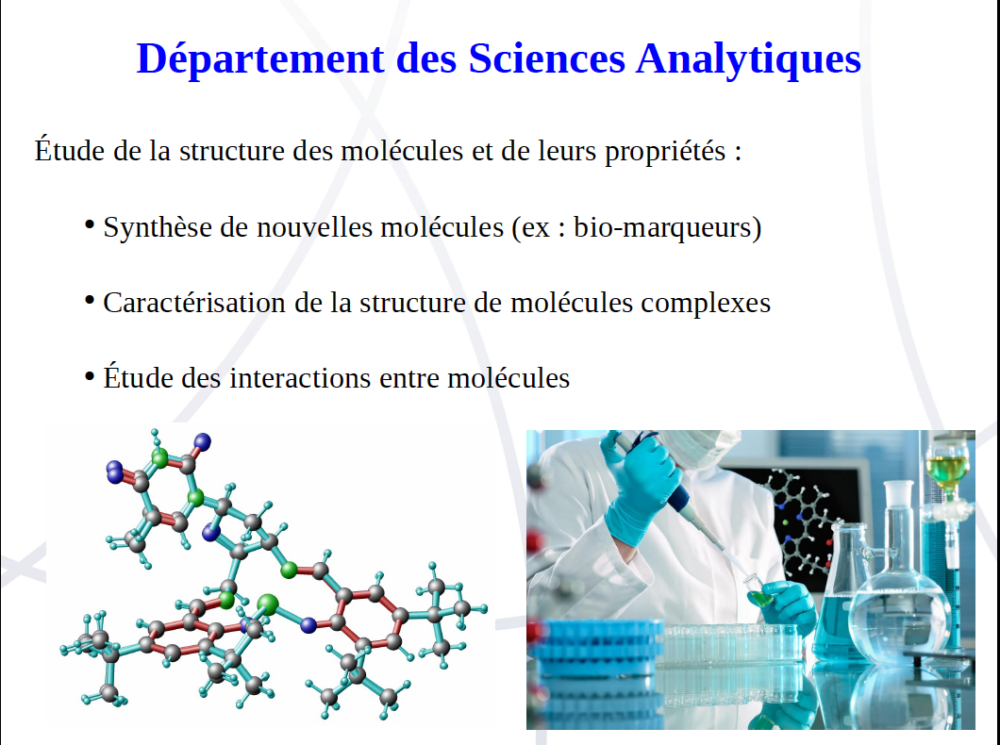 Département des Sciences Analytiques
Étude de la structure des molécules et de leurs propriétés :
• Synthèse de nouvelles molécules (ex : bio-marqueurs)
• Caractérisation de la structure de molécules complexes
• Étude des interactions entre molécules